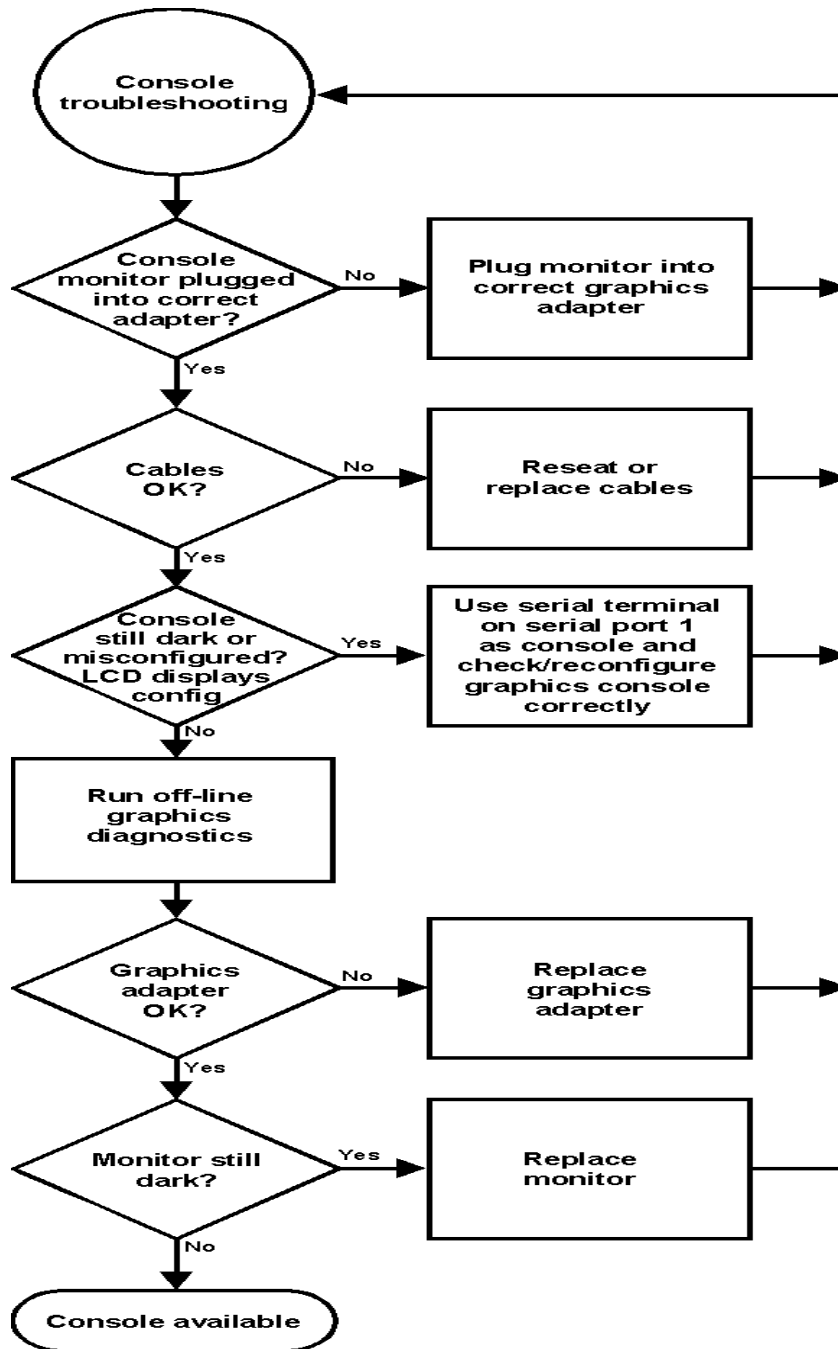 Console
troubleshooting
Console
monitor plugged
into correct
adapter?
No
Plug monitor into
correct graphics
adapter
Yes
Cables
OK?
No
Reseat or
replace cables
Yes
Console
still dark or
misconfigured?
LCD displays
config
Yes
Use serial terminal
on serial port 1
as console and
check/reconfigure
graphics console
correctly
No
Run off-line
graphics
diagnostics
Graphics
adapter
OK?
No
Replace
graphics
adapter
Yes
Monitor still
dark?
Yes
Replace
monitor
No
Console available